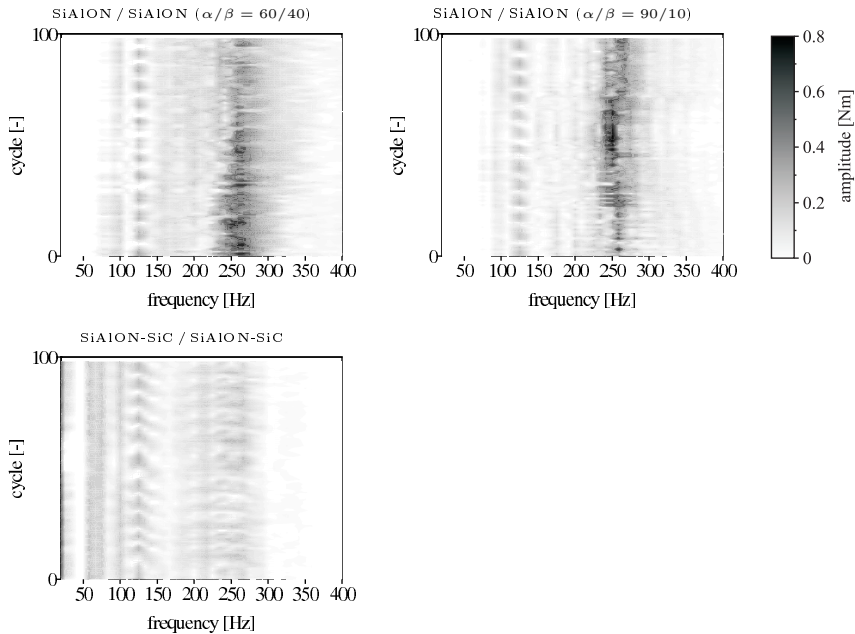 SiAlON / SiAlON (α/β = 60/40)
SiAlON / SiAlON (α/β = 90/10)
100
cycle [-]
0
50 100 150 200 250 300 350 400
frequency [Hz]
100
cycle [-]
0
50 100 150 200 250 300 350 400
frequency [Hz]
0.8
0.6
0.4
0.2
0
amplitude [Nm]
SiAlON-SiC / SiAlON-SiC
100
cycle [-]
0
50 100 150 200 250 300 350 400
frequency [Hz]